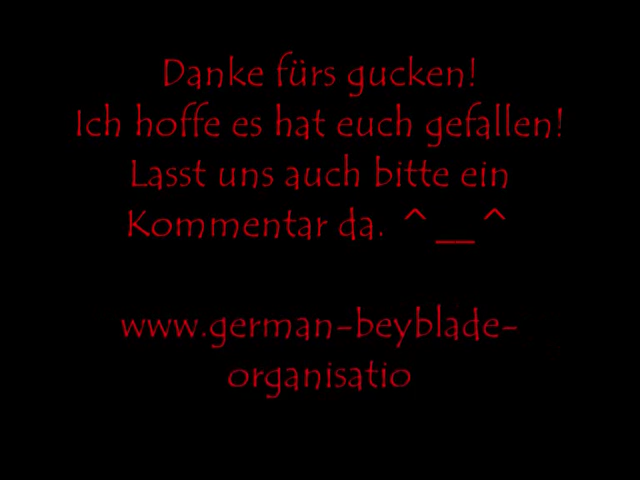 Danke fürs gucken!
Ich hoffe es hat euch gefallen!
Lasst uns auch bitte ein
Kommentar da. ^__^
www.german-beyblade-
organisatio